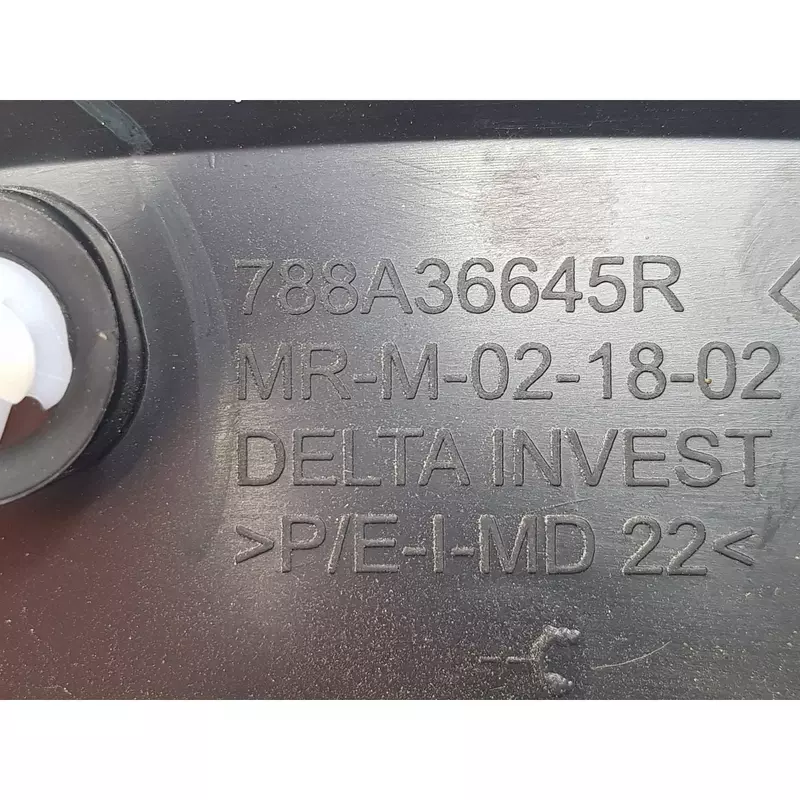 788A36645R
MR-M-02-18-02
DELTA INVEST
>P/E-I-MD 22<